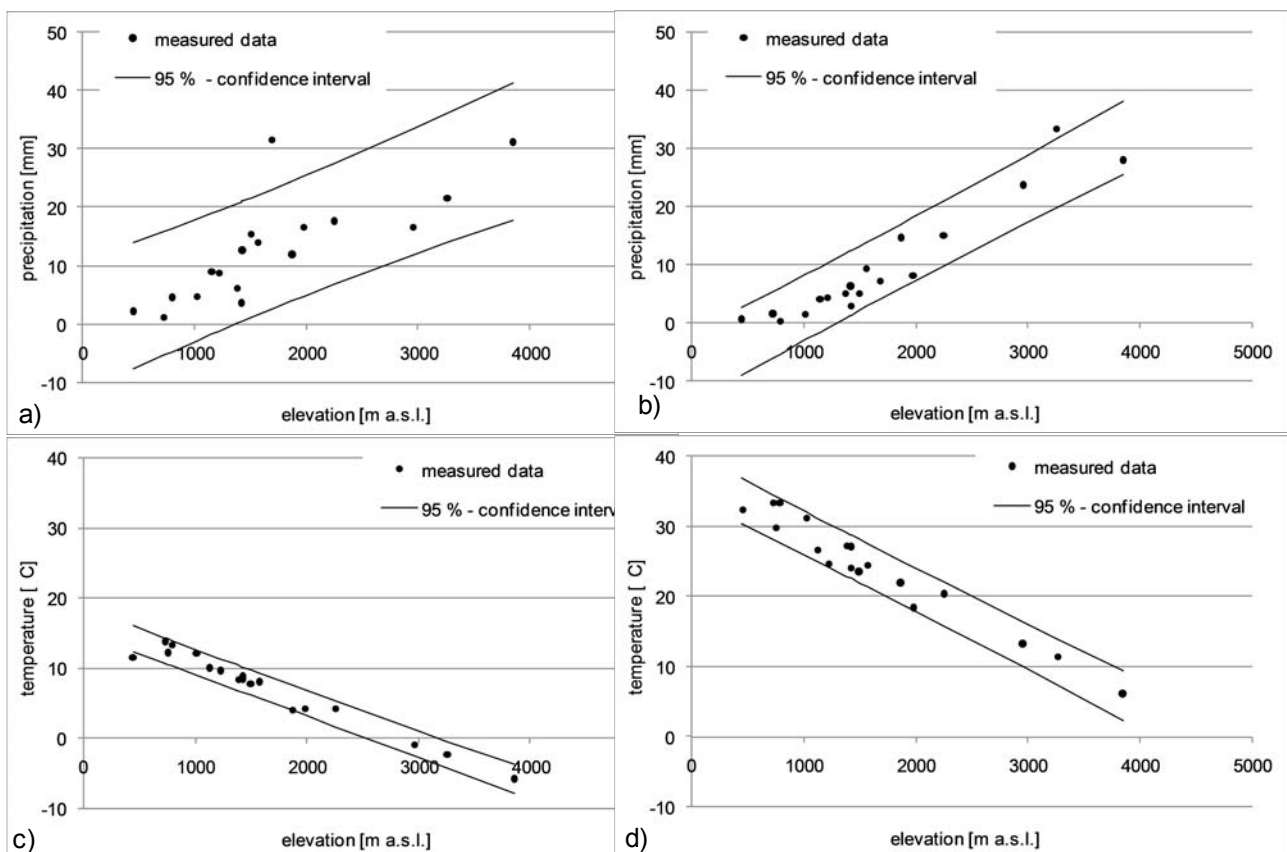 50
40
30
20
10
0
-10
precipitation [mm]
measured data
95 % - confidence interval
0 1000 2000 3000 4000
elevation [m a.s.l.]
a)
50
40
30
20
10
0
-10
precipitation [mm]
measured data
95 % - confidence interval
0 1000 2000 3000 4000 5000
elevation [m a.s.l.]
b)
40
30
20
10
0
-10
temperature [ C]
measured data
95 % - confidence interv
0 1000 2000 3000 4000
elevation [m a.s.l.]
c)
40
30
20
10
0
-10
temperature [ C]
measured data
95 % - confidence interval
0 1000 2000 3000 4000 5000
elevation [m a.s.l.]
d)